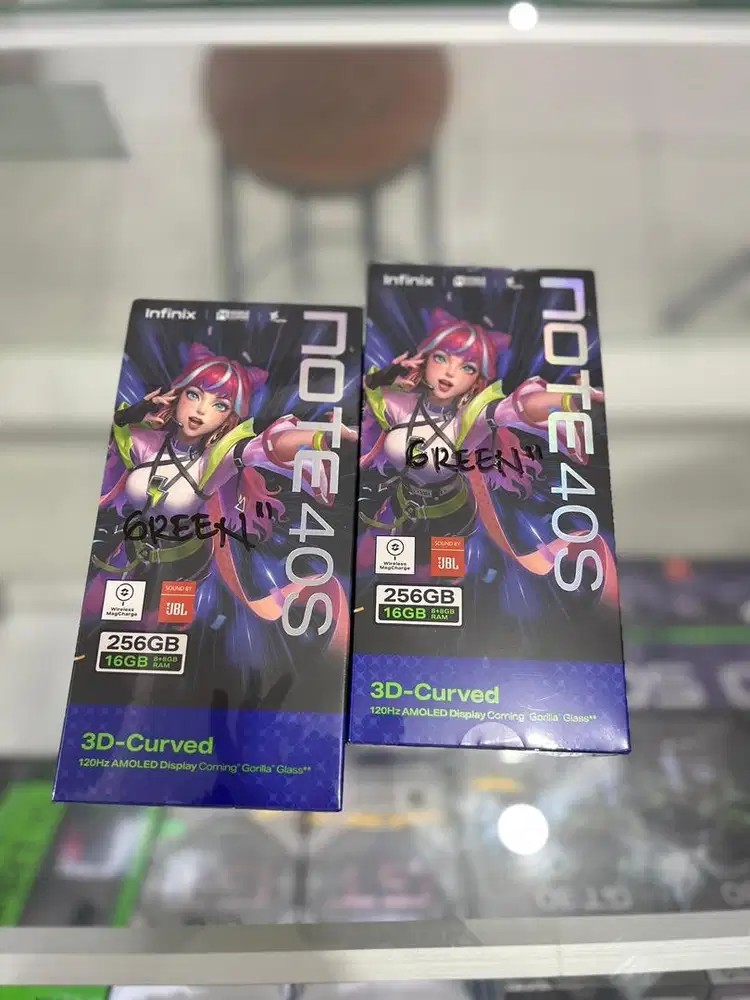 Infinix
NOTE 40S
GREEN"
Wireless
MagCharge
SOUND BY
JBL
256GB
16GB 8+8GB
RAM
3D-Curved
120Hz AMOLED Display Corning® Gorilla® Glass**
Infinix
NOTE 40S
GREEN"
Wireless
MagCharge
SOUND BY
JBL
256GB
16GB 8+8GB
RAM
3D-Curved
120Hz AMOLED Display Corning® Gorilla® Glass**